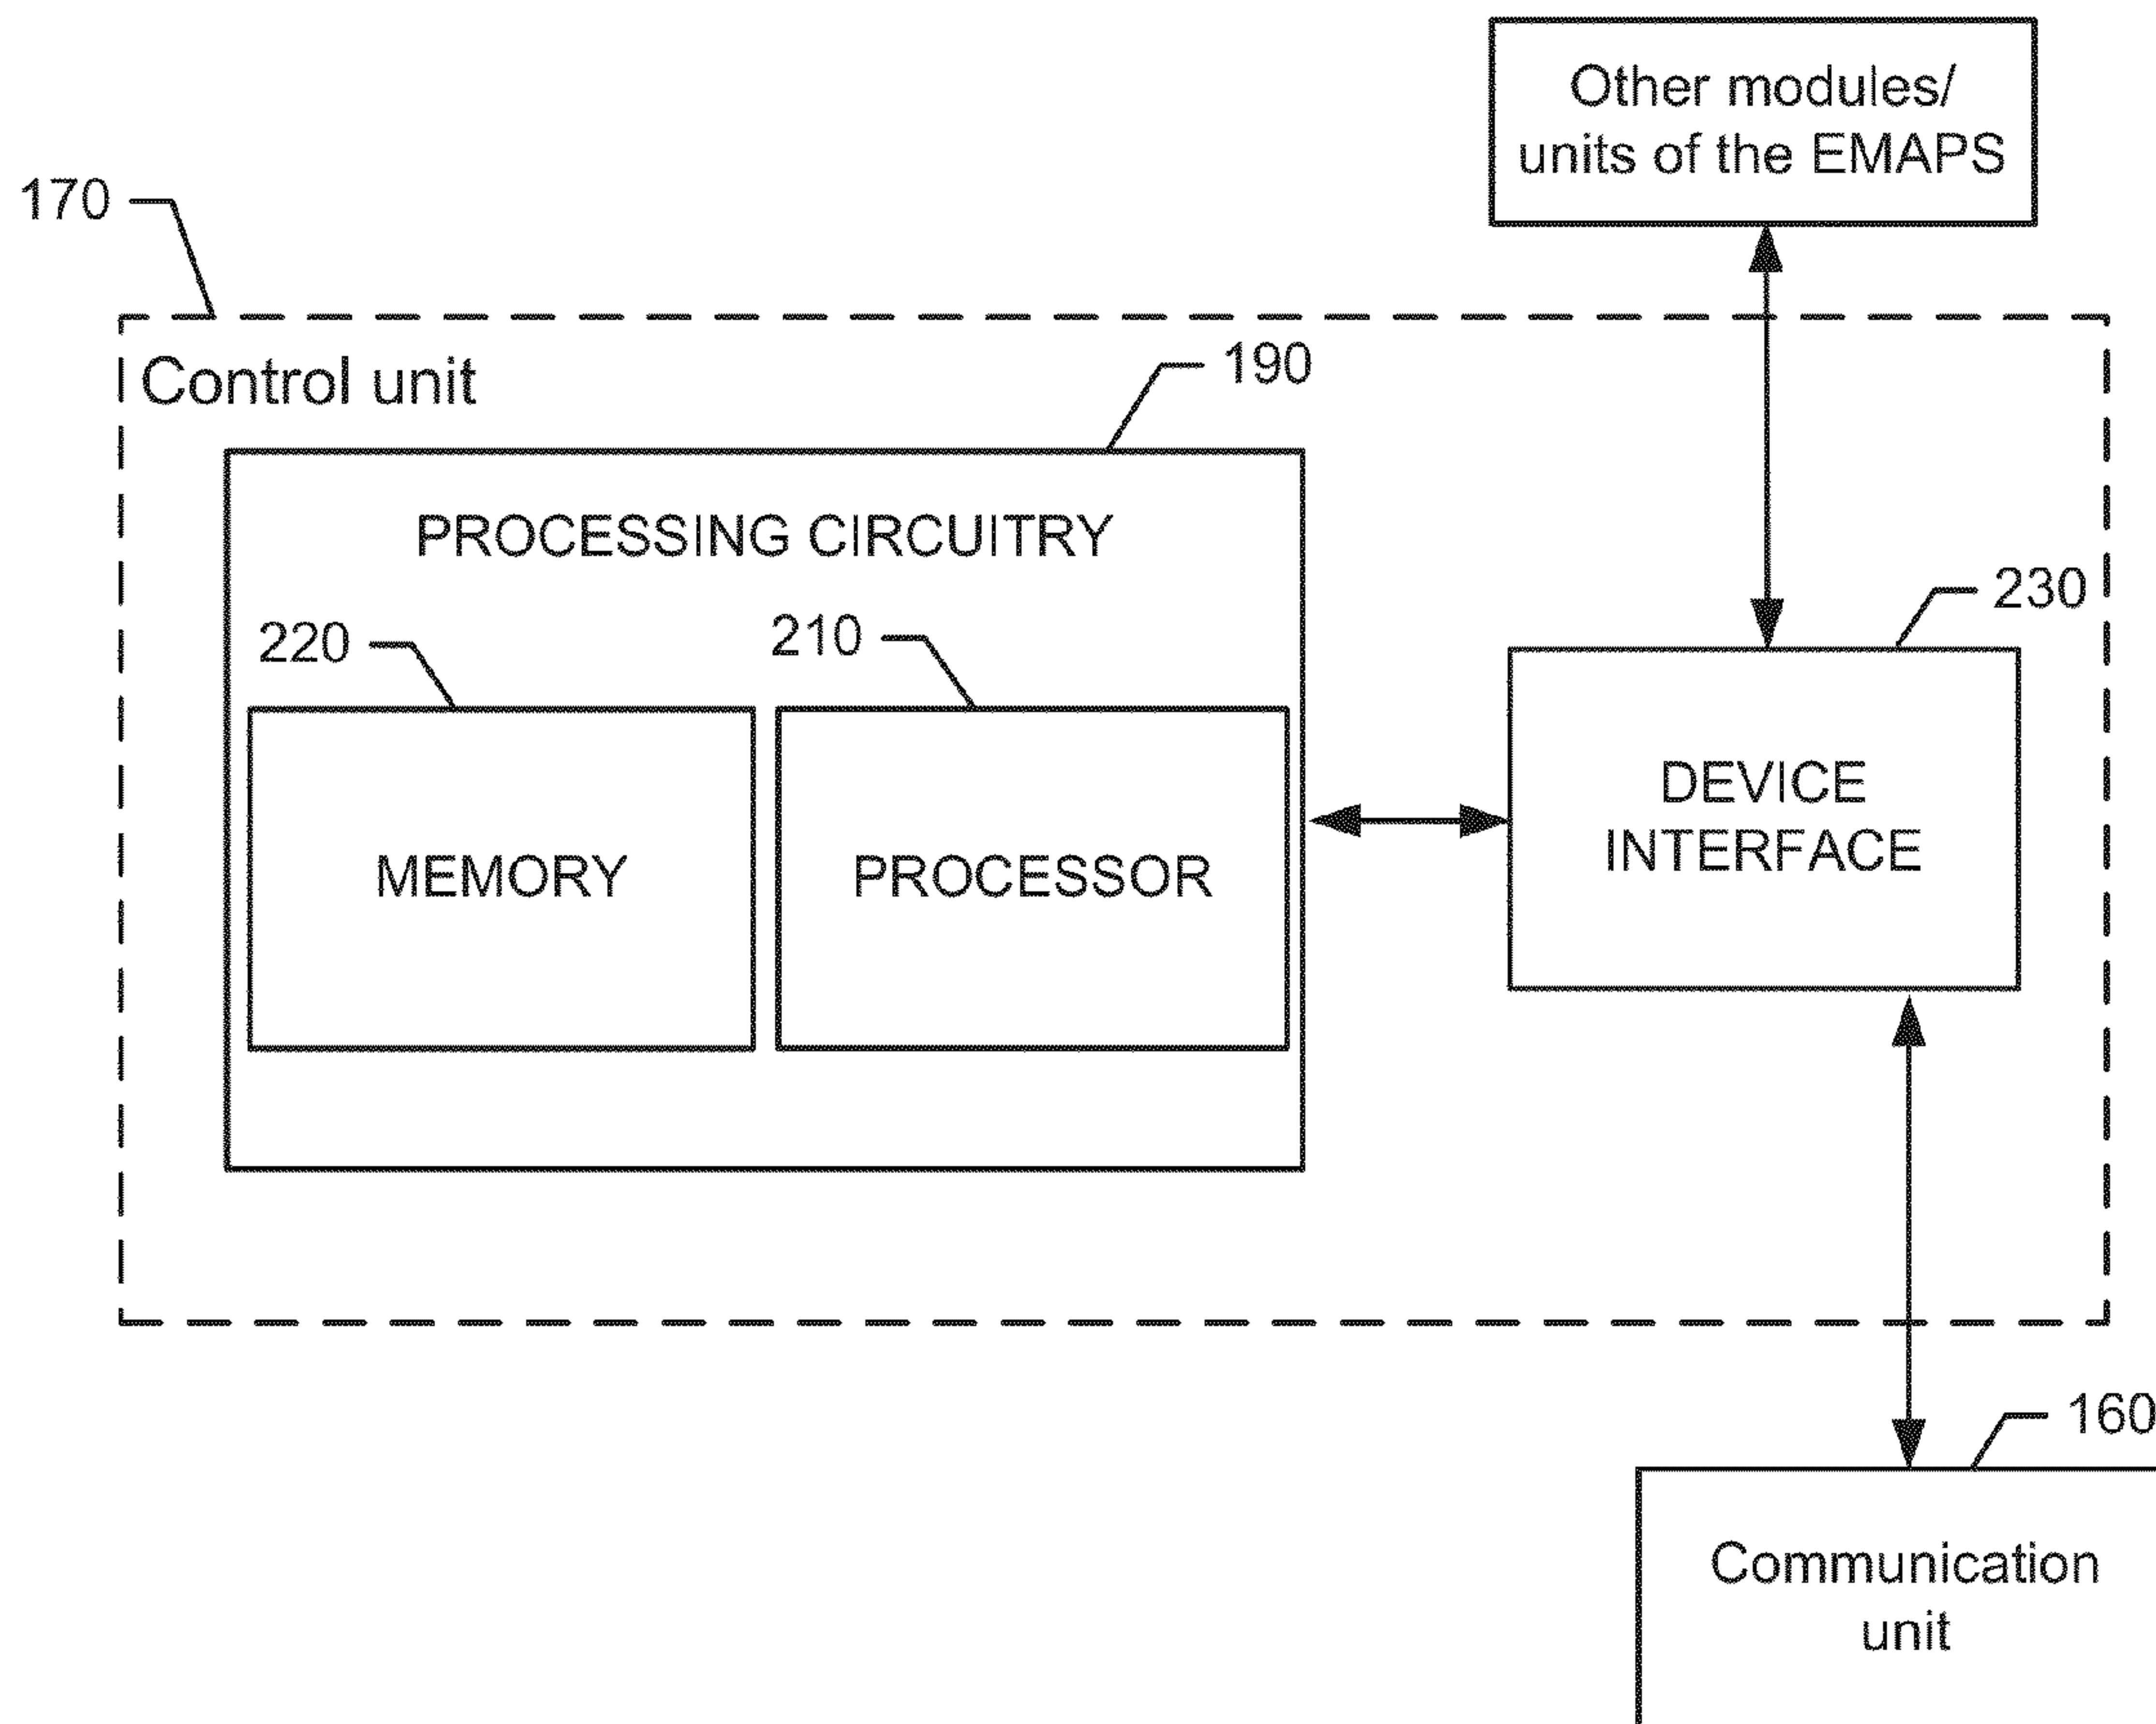 Other modules/
units of the EMAPS
170
Control unit
190
PROCESSING CIRCUITRY
230
220
210
DEVICE
INTERFACE
MEMORY
PROCESSOR
160
Communication
unit